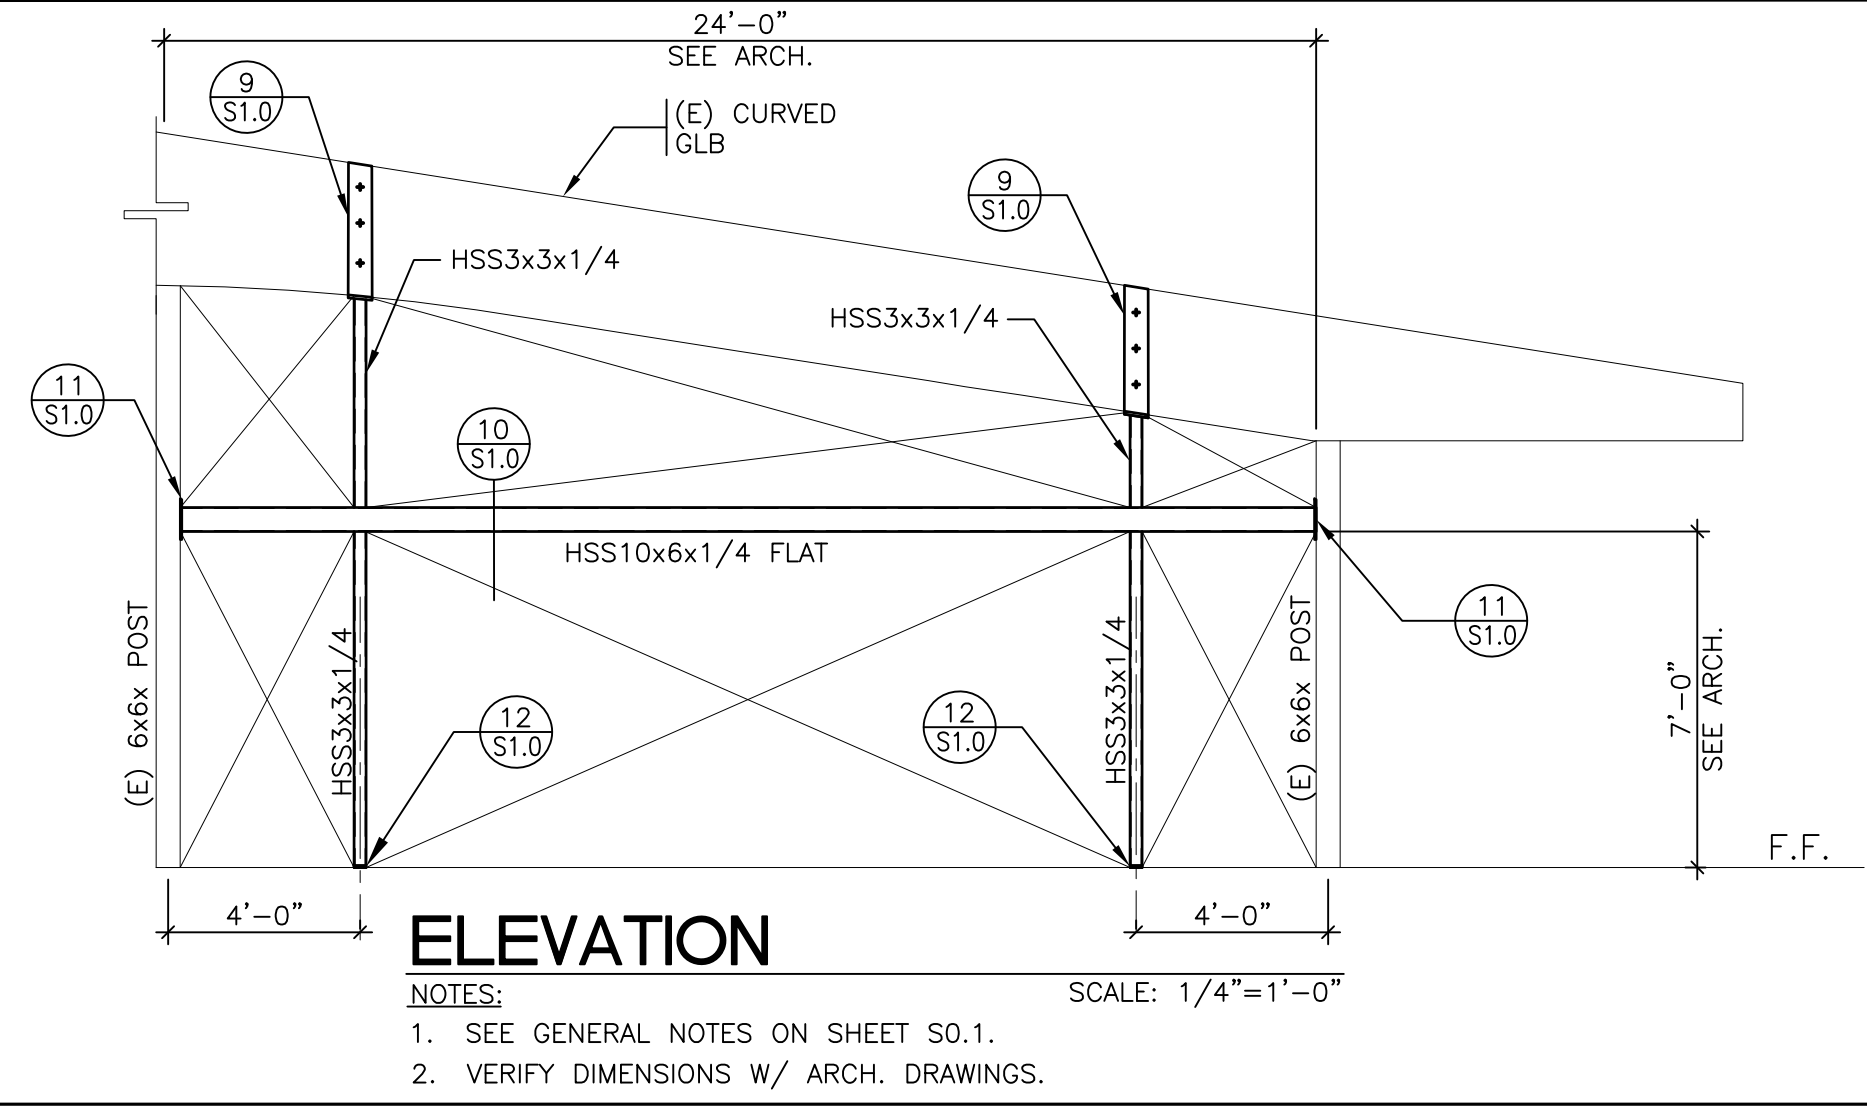 24'-0"
SEE ARCH.
9
S1.0
(E) CURVED
GLB
9
S1.0
HSS3x3x1/4
HSS3x3x1/4
11
S1.0
10
S1.0
HSS10x6x1/4 FLAT
(E) 6x6x POST
HSS3x3x1/4
HSS3x3x1/4
(E) 6x6x POST
11
S1.0
7'-0"
SEE ARCH.
12
S1.0
12
S1.0
F.F.
4'-0"
4'-0"
ELEVATION
NOTES:
SCALE: 1/4"=1'-0"
1. SEE GENERAL NOTES ON SHEET S0.1.
2. VERIFY DIMENSIONS W/ ARCH. DRAWINGS.